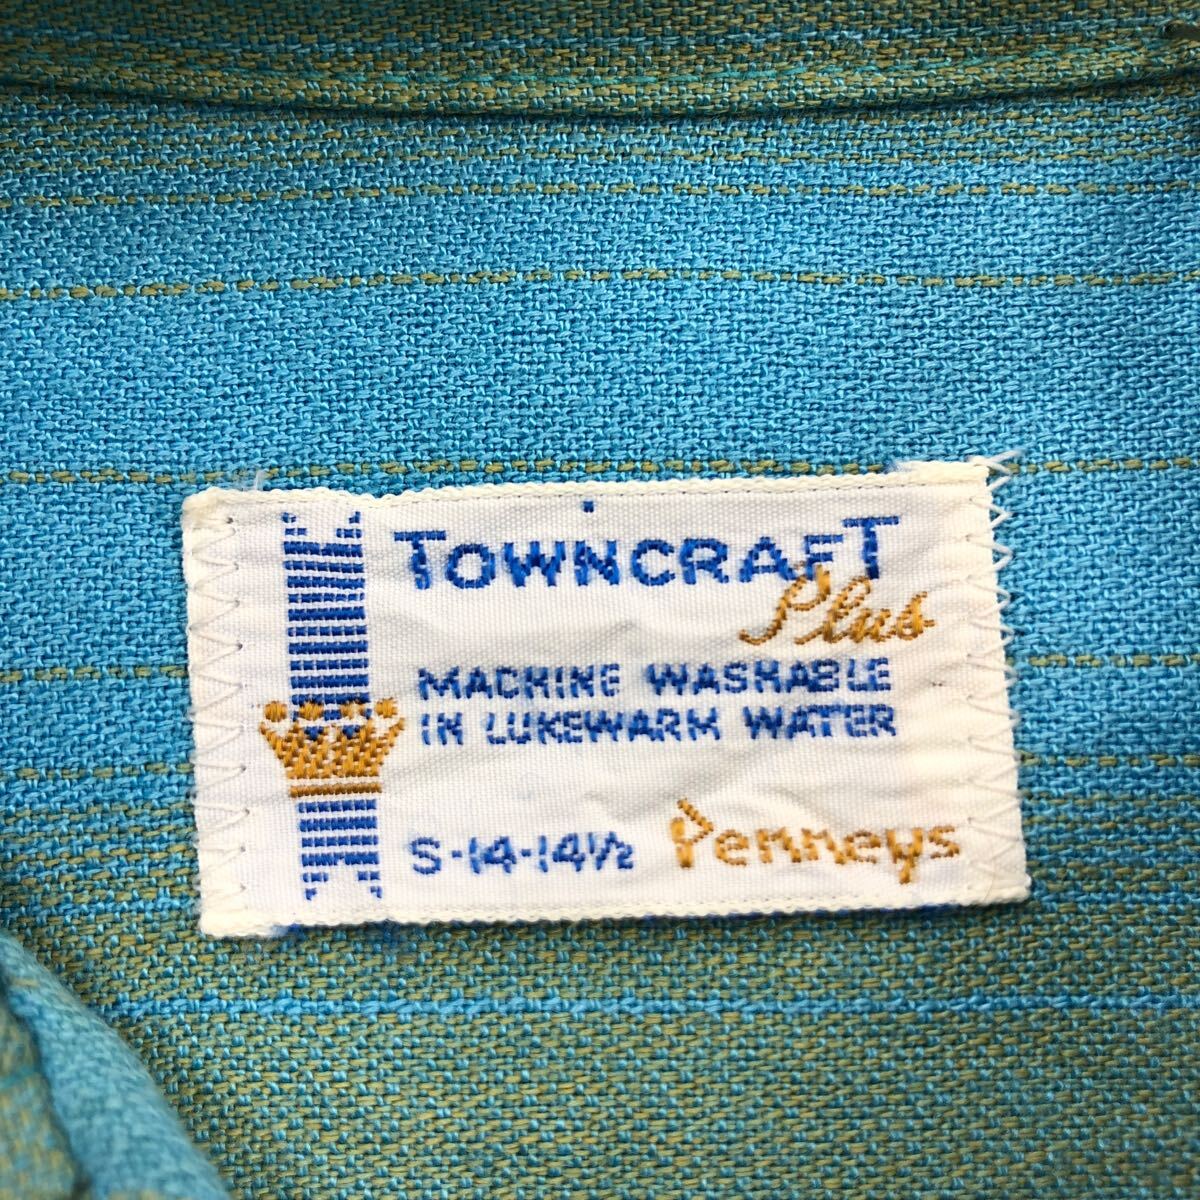 TOWNCRAFT
Plus
MACHINE WASHABLE
IN LUKEWARM WATER
S-14-14½ Penneys